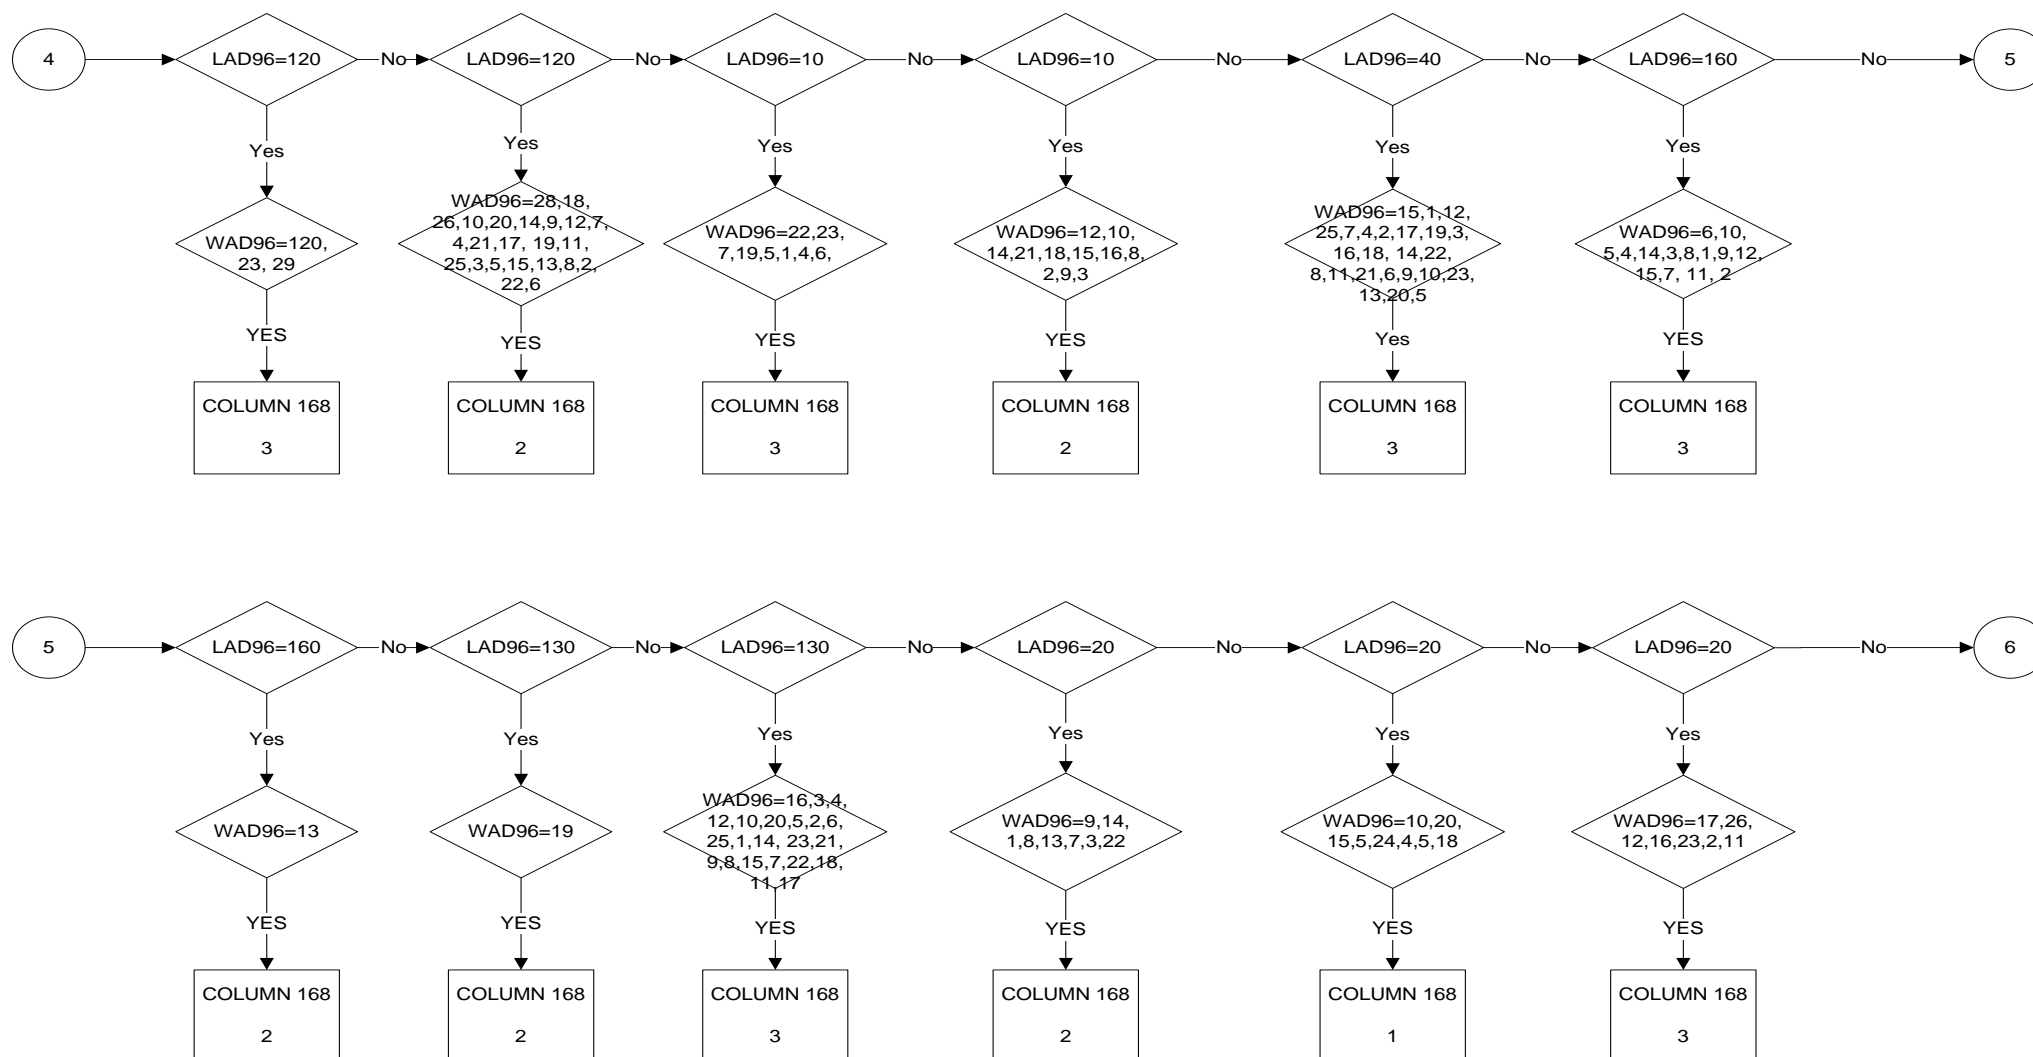 4
LAD96=120
No
LAD96=120
No
LAD96=10
No
LAD96=10
No
LAD96=40
No
LAD96=160
No
5
Yes
Yes
Yes
Yes
Yes
Yes
WAD96=120,
23, 29
WAD96=28,18,
26,10,20,14,9,12,7,
4,21,17, 19,11,
25,3,5,15,13,8,2,
22,6
WAD96=22,23,
7,19,5,1,4,6,
WAD96=12,10,
14,21,18,15,16,8,
2,9,3
WAD96=15,1,12,
25,7,4,2,17,19,3,
16,18, 14,22,
8,11,21,6,9,10,23,
13,20,5
WAD96=6,10,
5,4,14,3,8,1,9,12,
15,7, 11, 2
YES
YES
YES
YES
Yes
YES
COLUMN 168
3
COLUMN 168
2
COLUMN 168
3
COLUMN 168
2
COLUMN 168
3
COLUMN 168
3
5
LAD96=160
No
LAD96=130
No
LAD96=130
No
LAD96=20
No
LAD96=20
No
LAD96=20
No
6
Yes
Yes
Yes
Yes
Yes
Yes
WAD96=13
WAD96=19
WAD96=16,3,4,
12,10,20,5,2,6,
25,1,14, 23,21,
9,8,15,7,22,18,
11,17
WAD96=9,14,
1,8,13,7,3,22
WAD96=10,20,
15,5,24,4,5,18
WAD96=17,26,
12,16,23,2,11
YES
YES
YES
YES
YES
YES
COLUMN 168
2
COLUMN 168
2
COLUMN 168
3
COLUMN 168
2
COLUMN 168
1
COLUMN 168
3